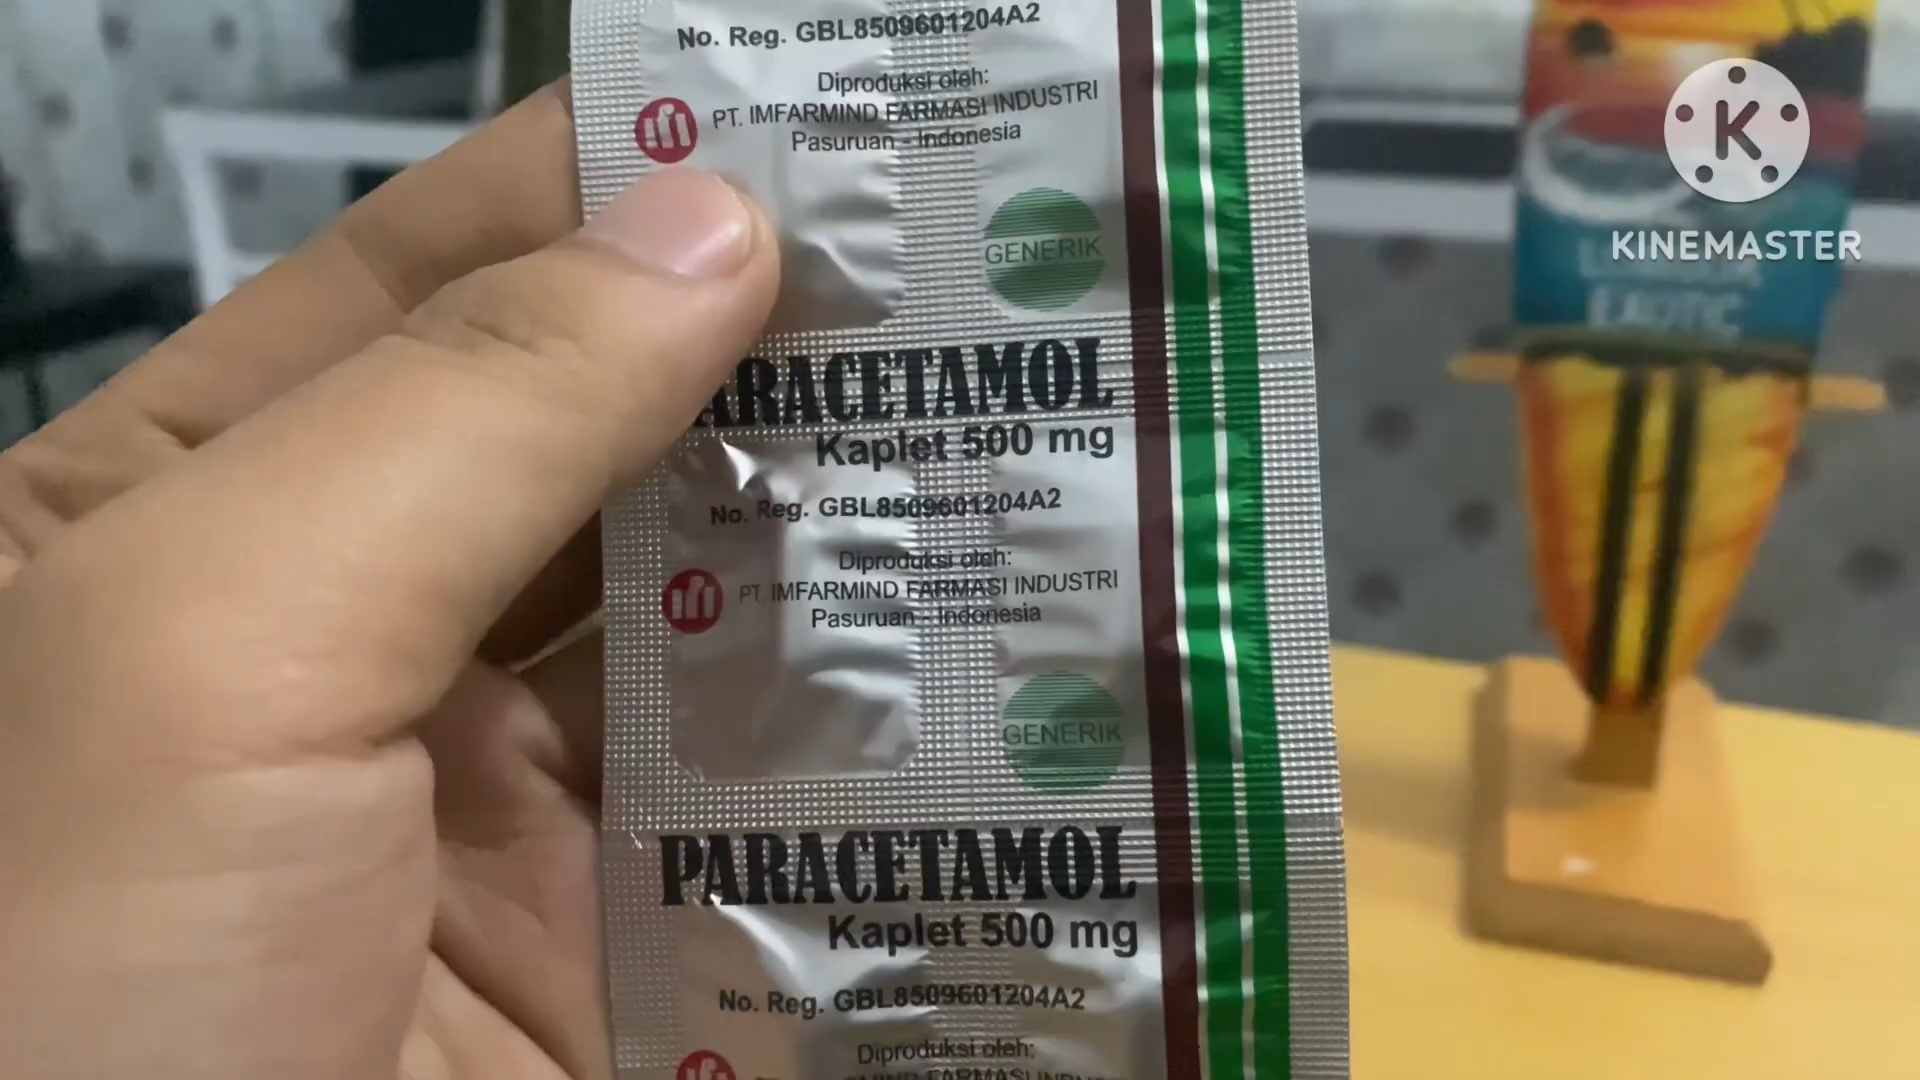 No. Reg. GBL8509601204A2
Diproduksi oleh:
PT. IMFARMIND FARMASI INDUSTRI
Pasuruan - Indonesia
GENERIK
KINEMASTER
EXOTIC
ARACETAMOL
Kaplet 500 mg
No. Reg. GBL8509601204A2
Diproduksi oleh:
PT. IMFARMIND FARMASI INDUSTRI
Pasuruan - Indonesia
GENERIK
PARACETAMOL
Kaplet 500 mg
No. Reg. GBL8509601204A2
Diproduksi oleh: